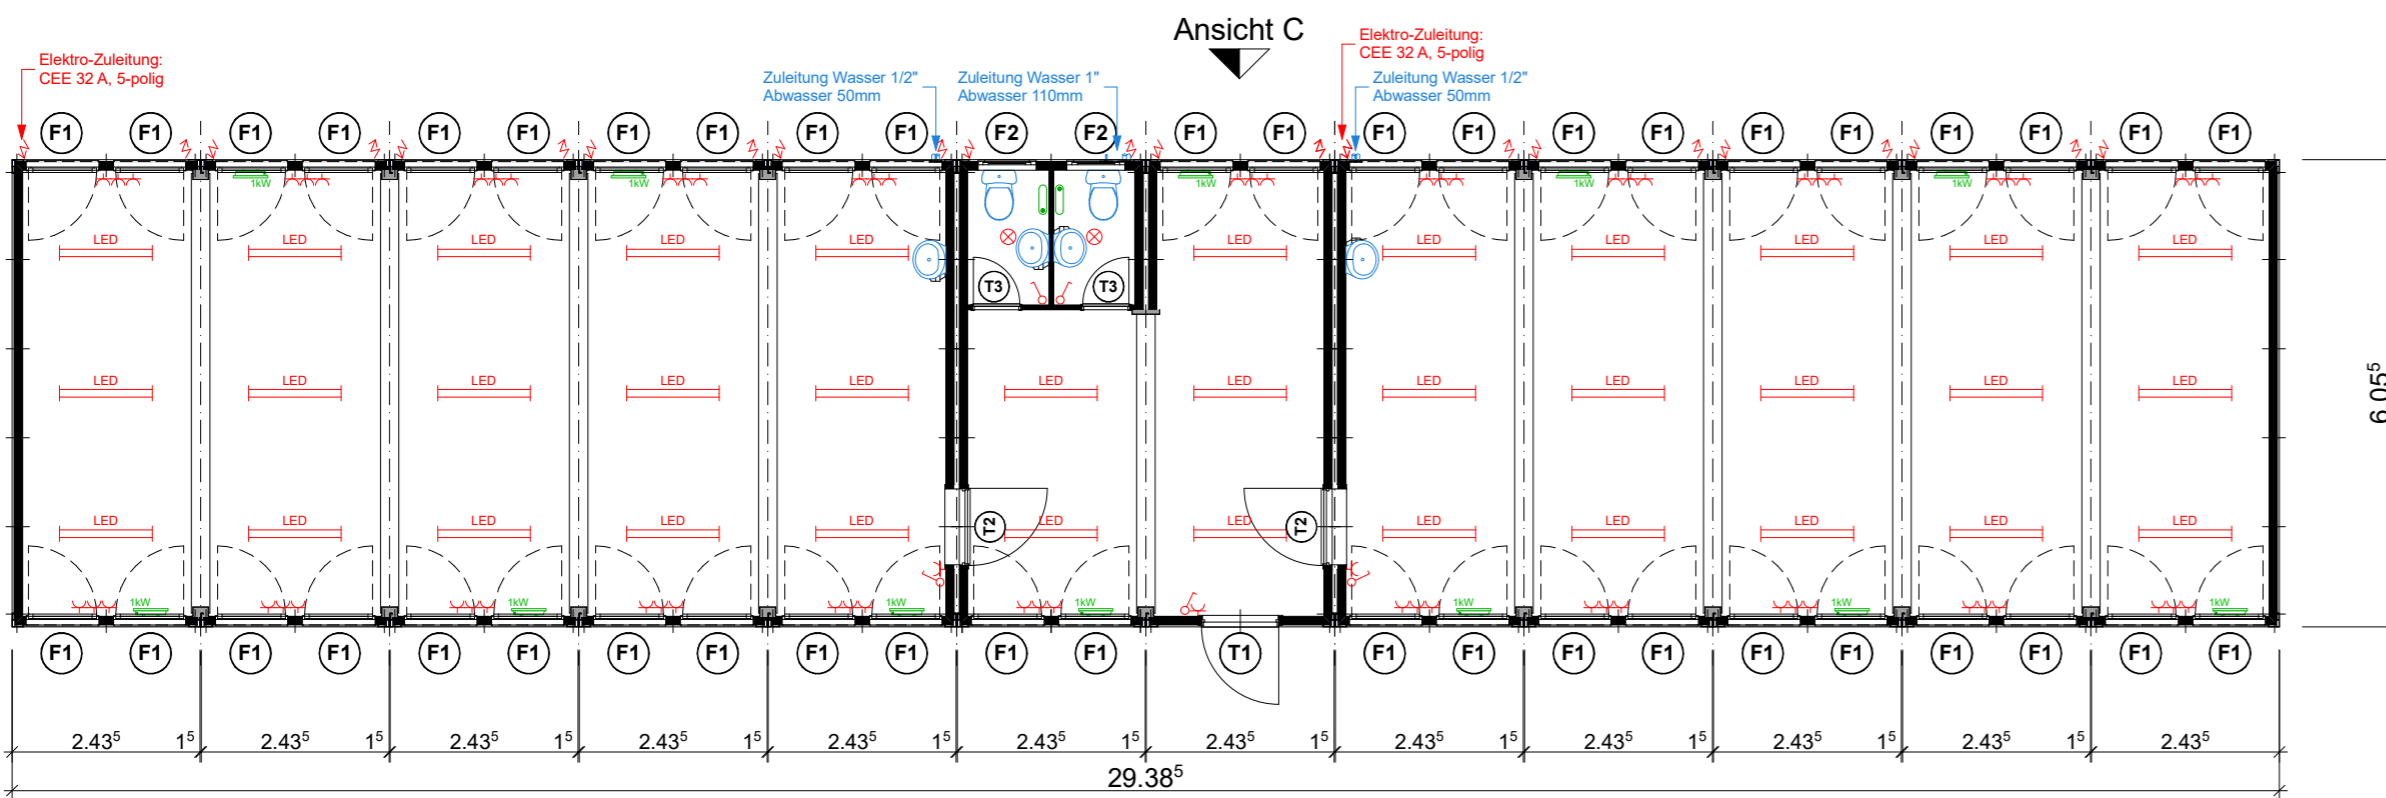 Ansicht C
Elektro-Zuleitung:
CEE 32 A, 5-polig
Zuleitung Wasser 1/2"
Abwasser 50mm
Zuleitung Wasser 1"
Abwasser 110mm
Elektro-Zuleitung:
CEE 32 A, 5-polig
Zuleitung Wasser 1/2"
Abwasser 50mm
F1 F1 F1 F1 F1 F1 F1 F1 F1 F1 F2 F2 F1 F1 F1 F1 F1 F1 F1 F1 F1 F1 F1 F1
1kW 1kW 1kW 1kW 1kW
LED LED LED LED LED LED LED LED LED LED LED
T3 T3
LED LED LED LED LED LED LED LED LED LED LED LED
6.05⁵
LED LED LED LED LED T2 LED LED T2 LED LED LED LED LED
1kW 1kW 1kW 1kW 1kW 1kW 1kW
F1 F1 F1 F1 F1 F1 F1 F1 F1 F1 F1 F1 T1 F1 F1 F1 F1 F1 F1 F1 F1 F1 F1
2.43⁵ 1⁵ 2.43⁵ 1⁵ 2.43⁵ 1⁵ 2.43⁵ 1⁵ 2.43⁵ 1⁵ 2.43⁵ 1⁵ 2.43⁵ 1⁵ 2.43⁵ 1⁵ 2.43⁵ 1⁵ 2.43⁵ 1⁵ 2.43⁵ 1⁵ 2.43⁵
29.38⁵